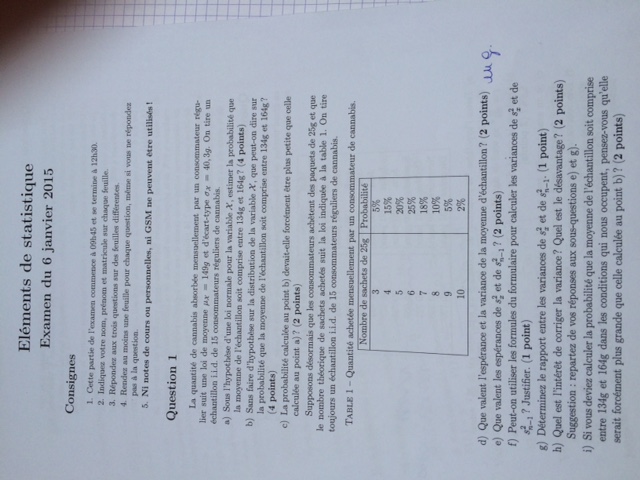 Eléments de statistique
Examen du 6 janvier 2015
Consignes
1. Cette partie de l'examen commence à 09h45 et se termine à 12h30.
2. Indiquez votre nom, prénom et matricule sur chaque feuille.
3. Répondez aux trois questions sur des feuilles différentes.
4. Rendez au moins une feuille pour chaque question, même si vous ne répondez
pas à la question.
5. Ni notes de cours ou personnelles, ni GSM ne peuvent être utilisés !
Question 1
La quantité de cannabis absorbée mensuellement par un consommateur régu-
lier suit une loi de moyenne μX = 149g et d'écart-type σX = 40,3g. On tire un
échantillon i.i.d. de 15 consommateurs réguliers de cannabis.
a) Sous l'hypothèse d'une loi normale pour la variable X, estimer la probabilité que
la moyenne de l'échantillon soit comprise entre 134g et 164g ? (4 points)
b) Sans faire d'hypothèse sur la distribution de la variable X, que peut-on dire sur
la probabilité que la moyenne de l'échantillon soit comprise entre 134g et 164g ?
(4 points)
c) La probabilité calculée au point b) devait-elle forcément être plus petite que celle
calculée au point a) ? (2 points)
Supposons désormais que les consommateurs achètent des paquets de 25g et que
le nombre théorique de sachets achetés suit la loi indiquée à la table 1. On tire
toujours un échantillon i.i.d. de 15 consommateurs réguliers de cannabis.
TABLE 1 – Quantité achetée mensuellement par un consommateur de cannabis.
Nombre de sachets de 25g Probabilité
3 5%
4 15%
5 20%
6 25%
7 18%
8 10%
9 5%
10 2%
d) Que valent l'espérance et la variance de la moyenne d'échantillon ? (2 points)
e) Que valent les espérances de s²x et de s²n−1 ? (2 points)
f) Peut-on utiliser les formules du formulaire pour calculer les variances de s²x et de
s²n−1 ? Justifier. (1 point)
g) Déterminez le rapport entre les variances de s²x et de s²n−1. (1 point)
h) Quel est l'intérêt de corriger la variance ? Quel est le désavantage ? (2 points)
Suggestion : repartez de vos réponses aux sous-questions e) et g).
i) Si vous deviez calculer la probabilité que la moyenne de l'échantillon soit comprise
entre 134g et 164g dans les conditions qui nous occupent, pensez-vous qu'elle
serait forcément plus grande que celle calculée au point b) ? (2 points)